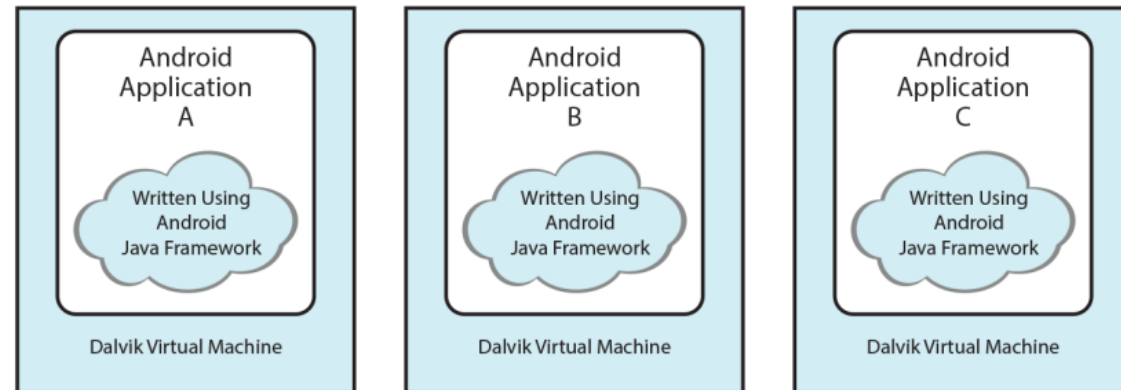 Android
Application
A
Written Using
Android
Java Framework
Dalvik Virtual Machine
Android
Application
B
Written Using
Android
Java Framework
Dalvik Virtual Machine
Android
Application
C
Written Using
Android
Java Framework
Dalvik Virtual Machine